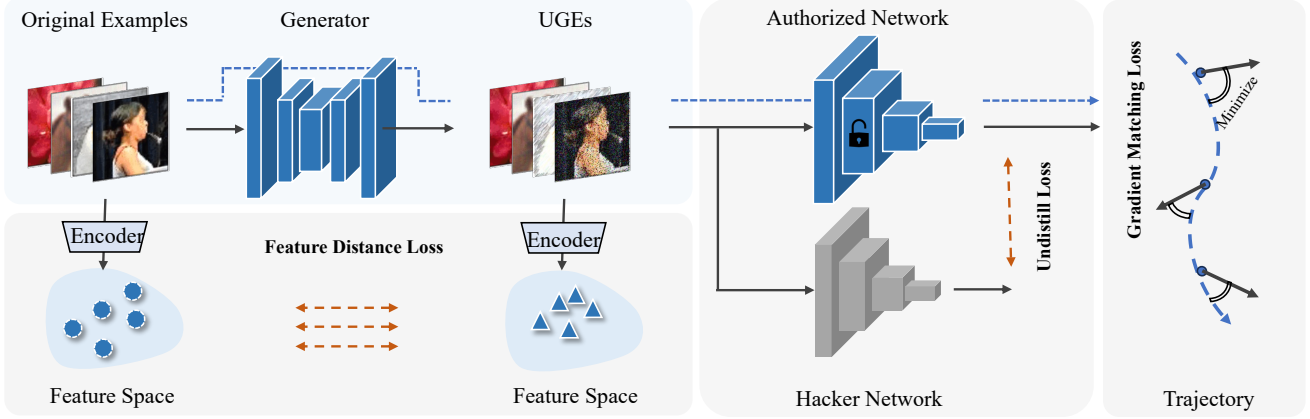 Original Examples
Generator
UGEs
Authorized Network
Encoder
Feature Distance Loss
Encoder
Feature Space
Feature Space
Undistill Loss
Hacker Network
Gradient Matching Loss
Minimize
Trajectory